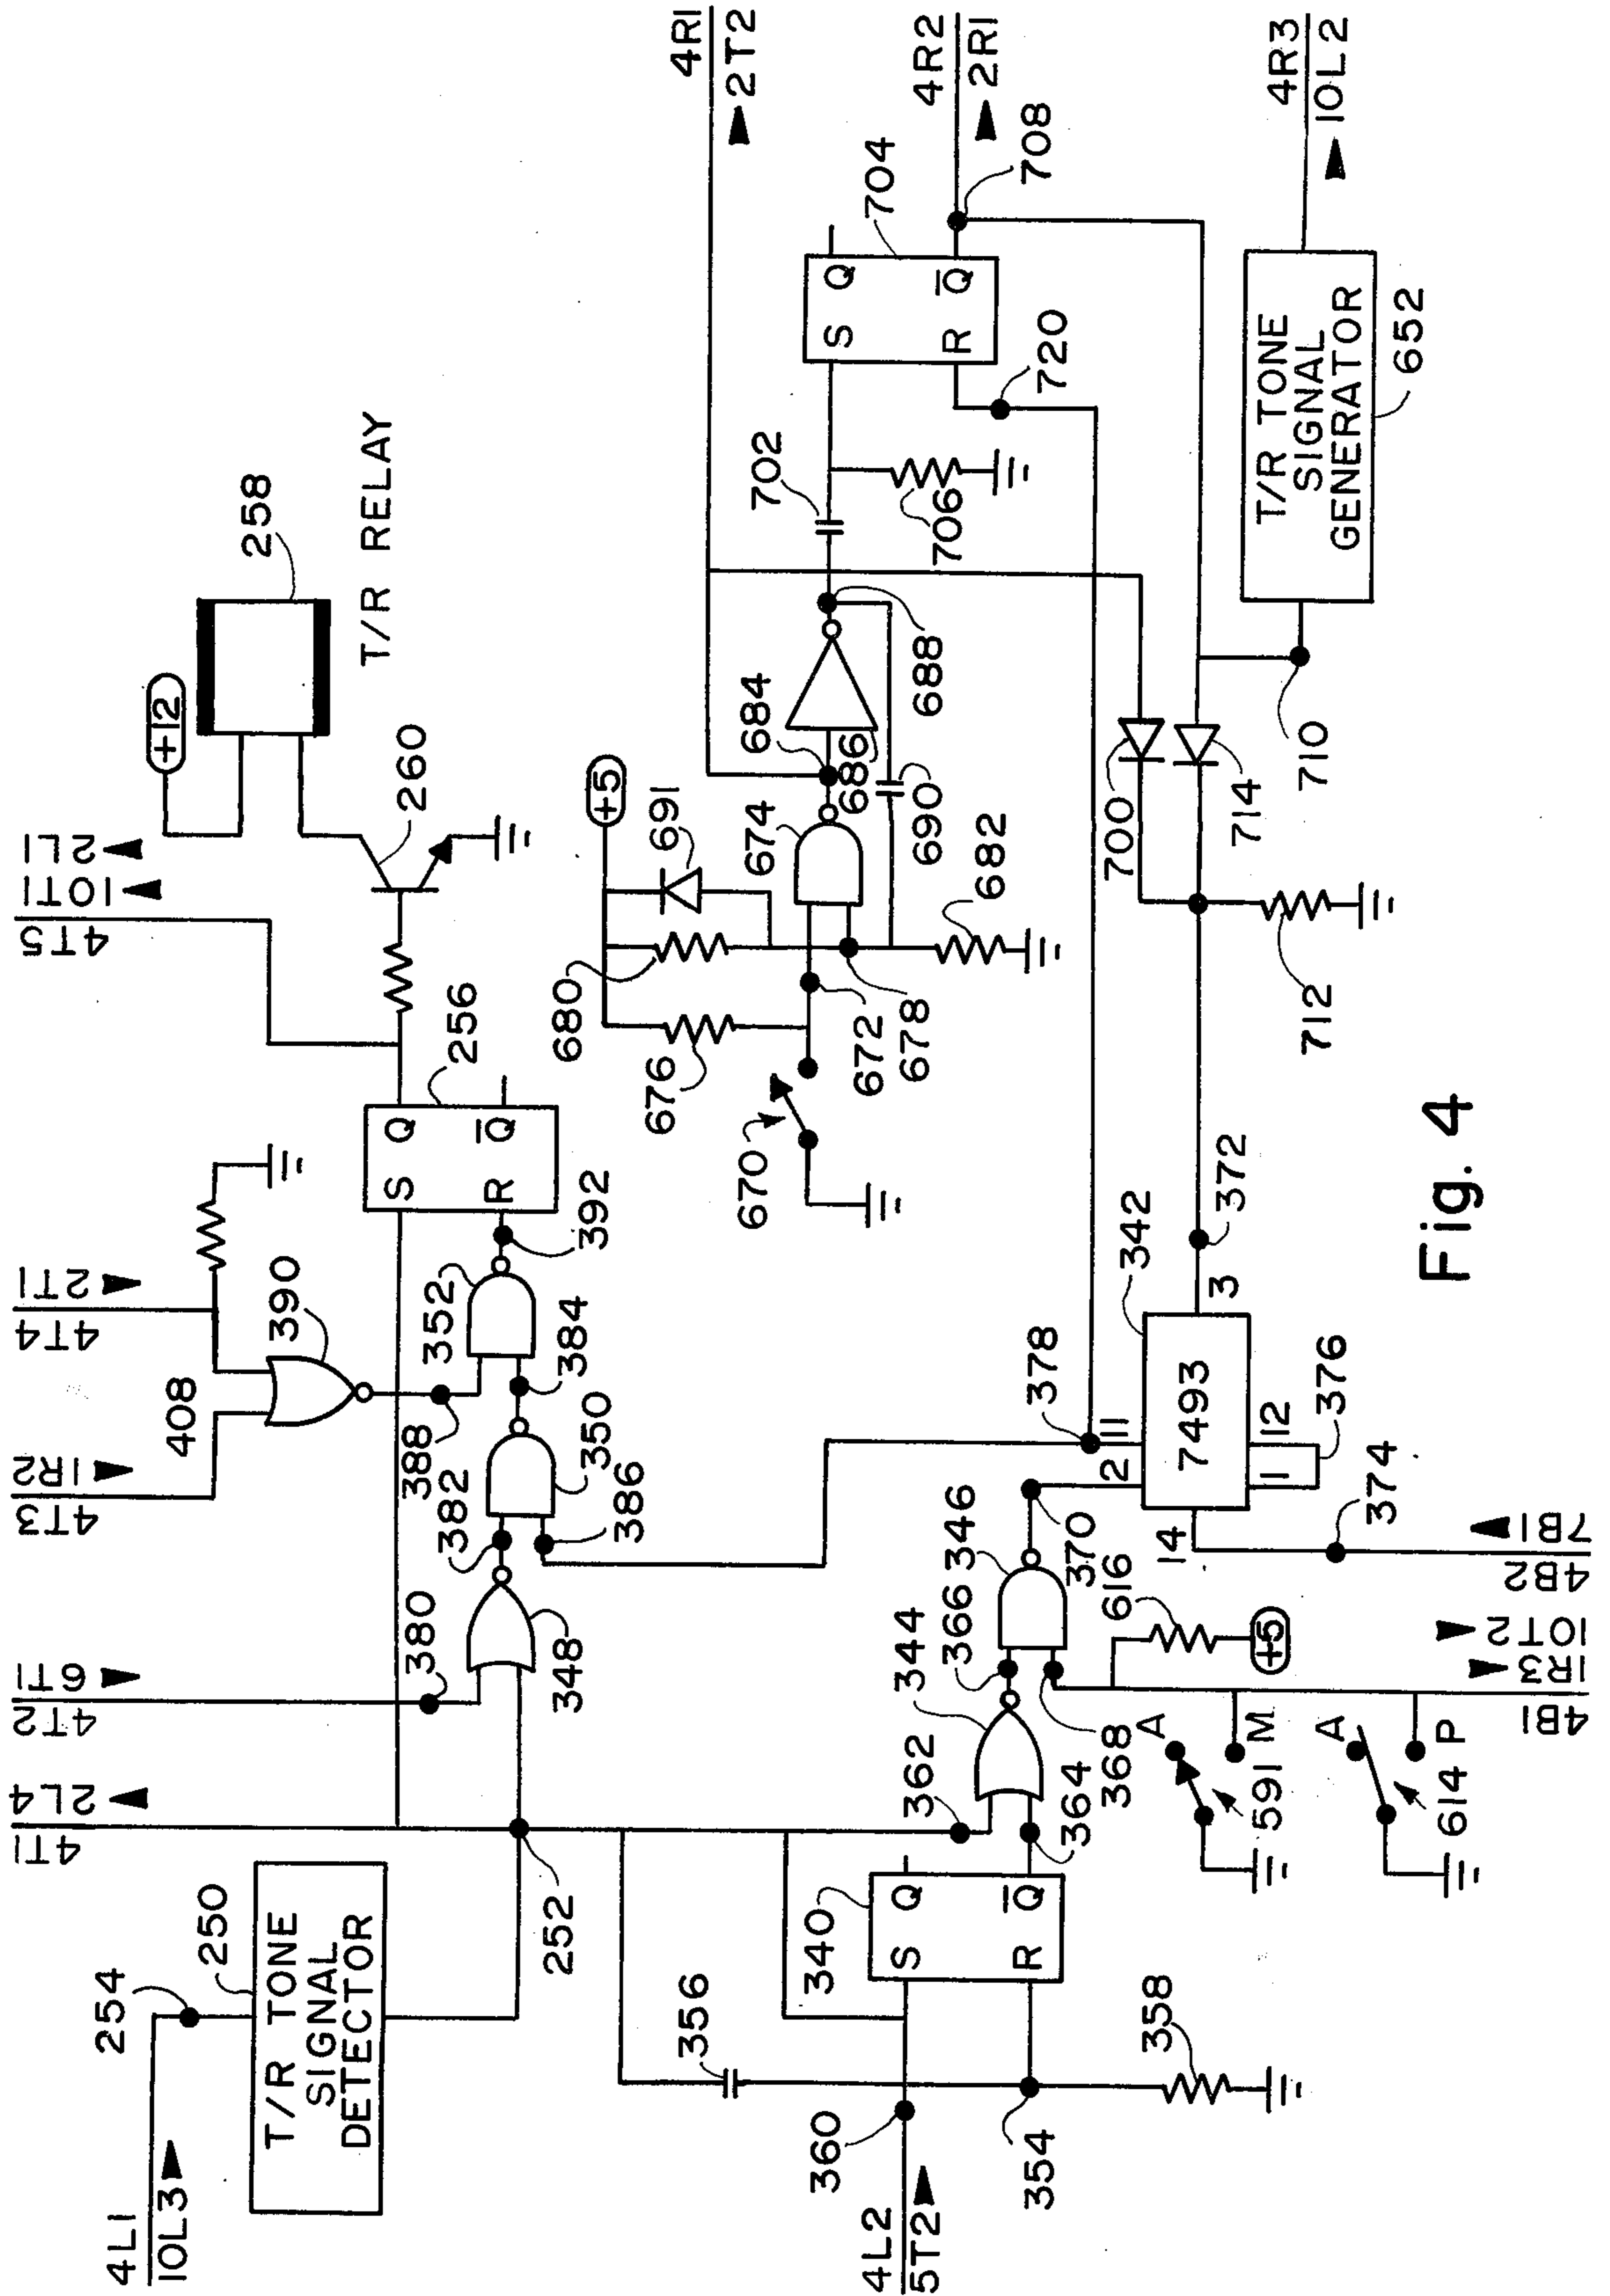 4L1
10L3
254
250
T/R TONE
SIGNAL
DETECTOR
252
4T1
2L4
4T2
6T1
380
348
382
4T3
1R2
408
4T4
2T1
390
388
352
384
350
386
392
S
Q
R
Q
256
4T5
10T1
2L1
260
+12
258
T/R RELAY
4L2
5T2
360
354
356
358
340
S
Q
R
Q
362
364
344
366
368
346
370
616
+5
A
M
591
A
P
614
4B1
1R3
10T2
4B2
7B1
374
14
2
11
7493
1
12
376
3
342
372
378
670
676
680
672
678
+5
691
674
682
684
686
690
688
702
706
S
Q
R
Q
704
720
708
700
714
712
710
T/R TONE
SIGNAL
GENERATOR
652
4R1
2T2
4R2
2R1
4R3
10L2
Fig. 4